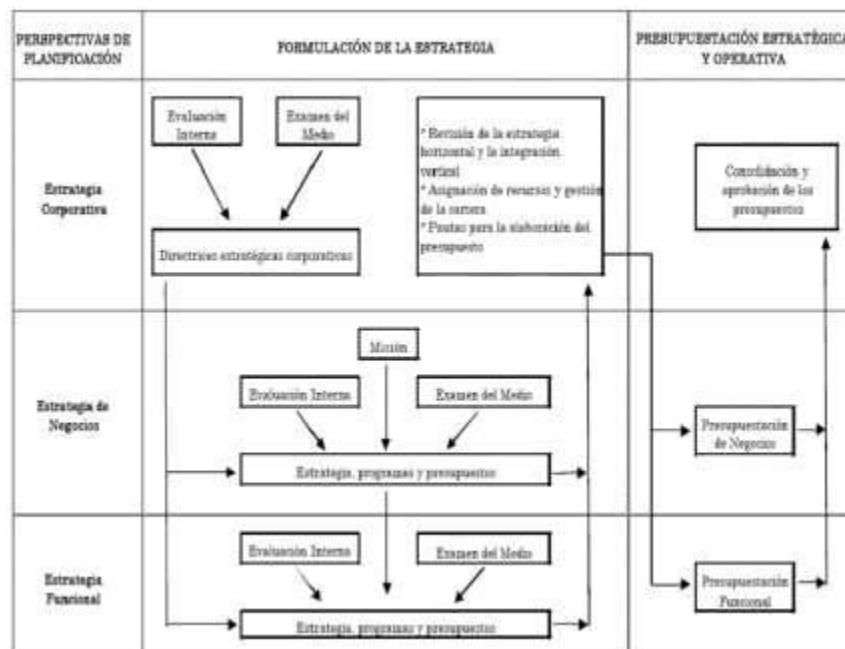 PERSPECTIVAS DE
PLANIFICACIÓN
FORMULACIÓN DE LA ESTRATEGIA
PRESUPUESTACIÓN ESTRATÉGICA
Y OPERATIVA
Estrategia
Corporativa
Evaluación
Interna
Examen del
Medio
Directrices estratégicas corporativas
* Revisión de la estrategia
horizontal y la integración
vertical
* Asignación de recursos y gestión
de la cartera
* Pautas para la elaboración del
presupuesto
Consolidación y
aprobación de los
presupuestos
Estrategia de
Negocios
Misión
Evaluación Interna
Examen del Medio
Estrategia, programas y presupuestos
Presupuestación
de Negocios
Estrategia
Funcional
Evaluación Interna
Examen del Medio
Estrategia, programas y presupuestos
Presupuestación
Funcional